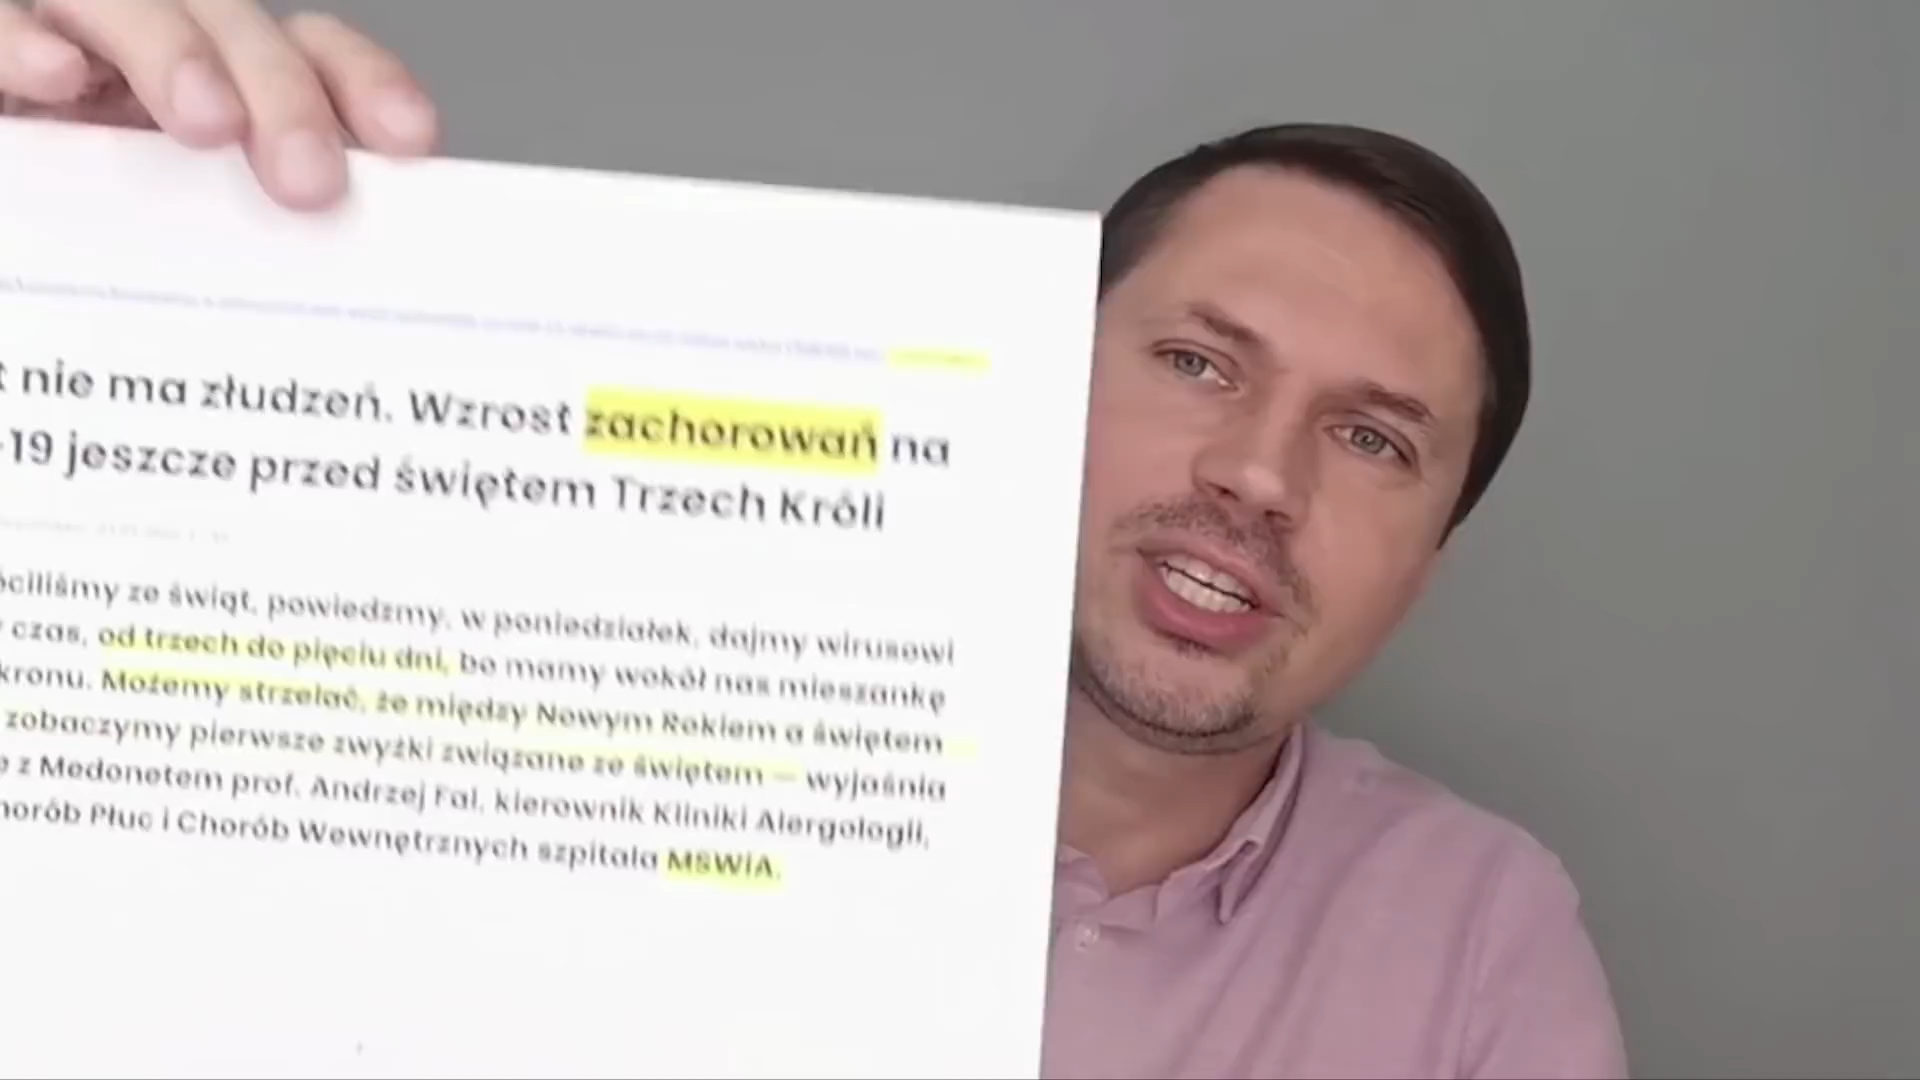 nie ma złudzeń. Wzrost zachorowań na
-19 jeszcze przed świętem Trzech Króli
ciliśmy ze świąt, powiedzmy, w poniedziałek, dajmy wirusowi
czas, od trzech do pięciu dni, bo mamy wokół nas mieszankę
kronu. Możemy strzelać, że między Nowym Rokiem a świętem
zobaczymy pierwsze zwyżki związane ze świętem — wyjaśnia
z Medonetem prof. Andrzej Fal, kierownik Kliniki Alergologii,
horób Płuc i Chorób Wewnętrznych szpitala MSWiA.